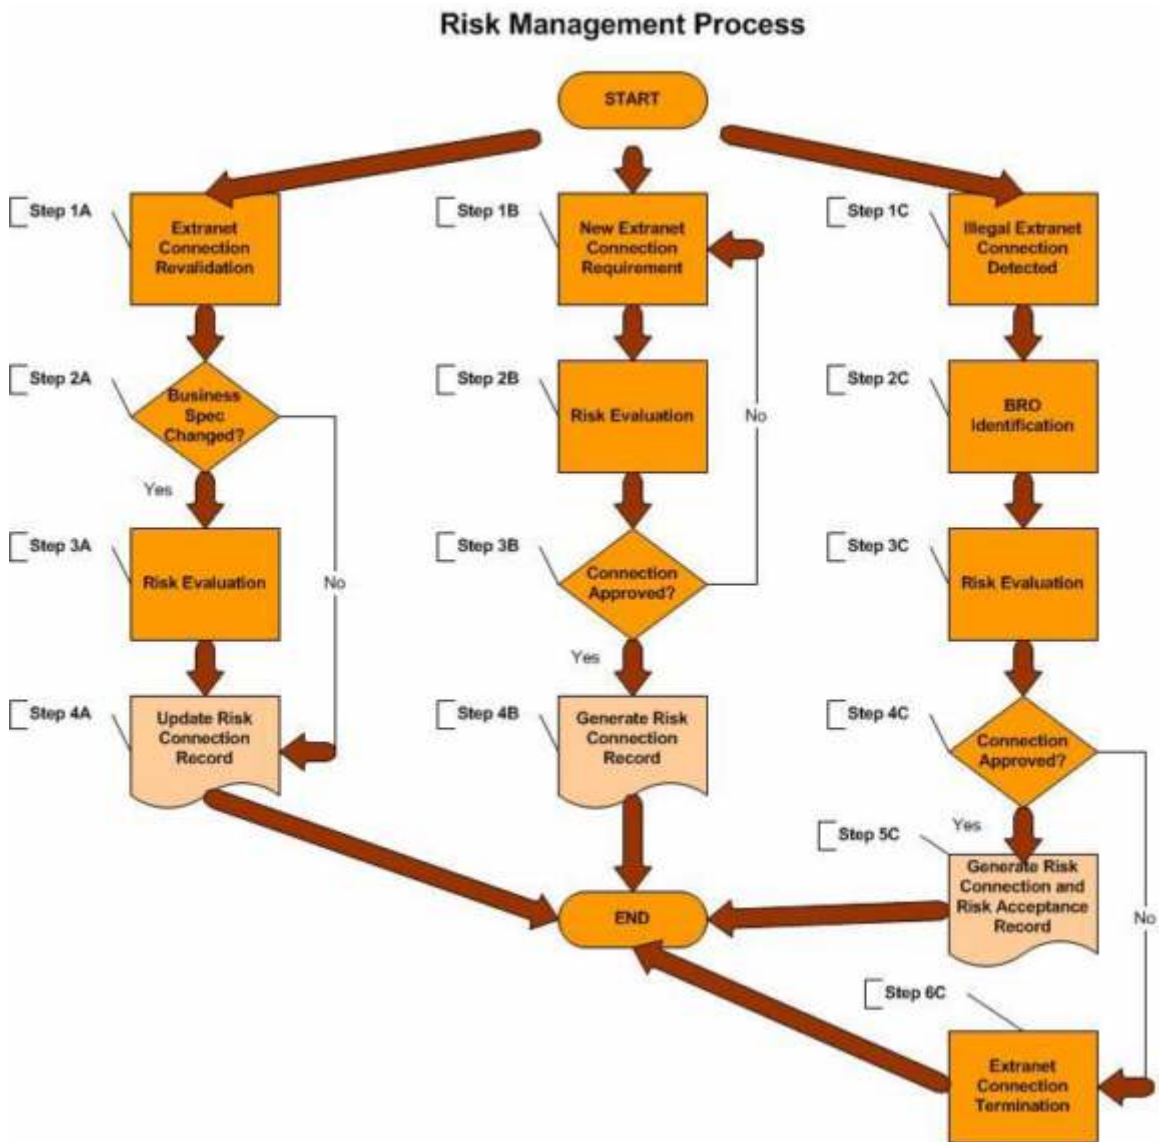 Risk Management Process
START
Step 1A
Extranet
Connection
Revalidation
Step 1B
New Extranet
Connection
Requirement
Step 1C
Illegal Extranet
Connection
Detected
Step 2A
Business
Spec
Changed?
Step 2B
Risk Evaluation
No
Step 2C
BRO
Identification
Yes
Step 3A
Risk Evaluation
No
Step 3B
Connection
Approved?
Step 3C
Risk Evaluation
Yes
Step 4A
Update Risk
Connection
Record
Step 4B
Generate Risk
Connection
Record
Step 4C
Connection
Approved?
Yes
Step 5C
Generate Risk
Connection and
Risk Acceptance
Record
No
END
Step 6C
Extranet
Connection
Termination